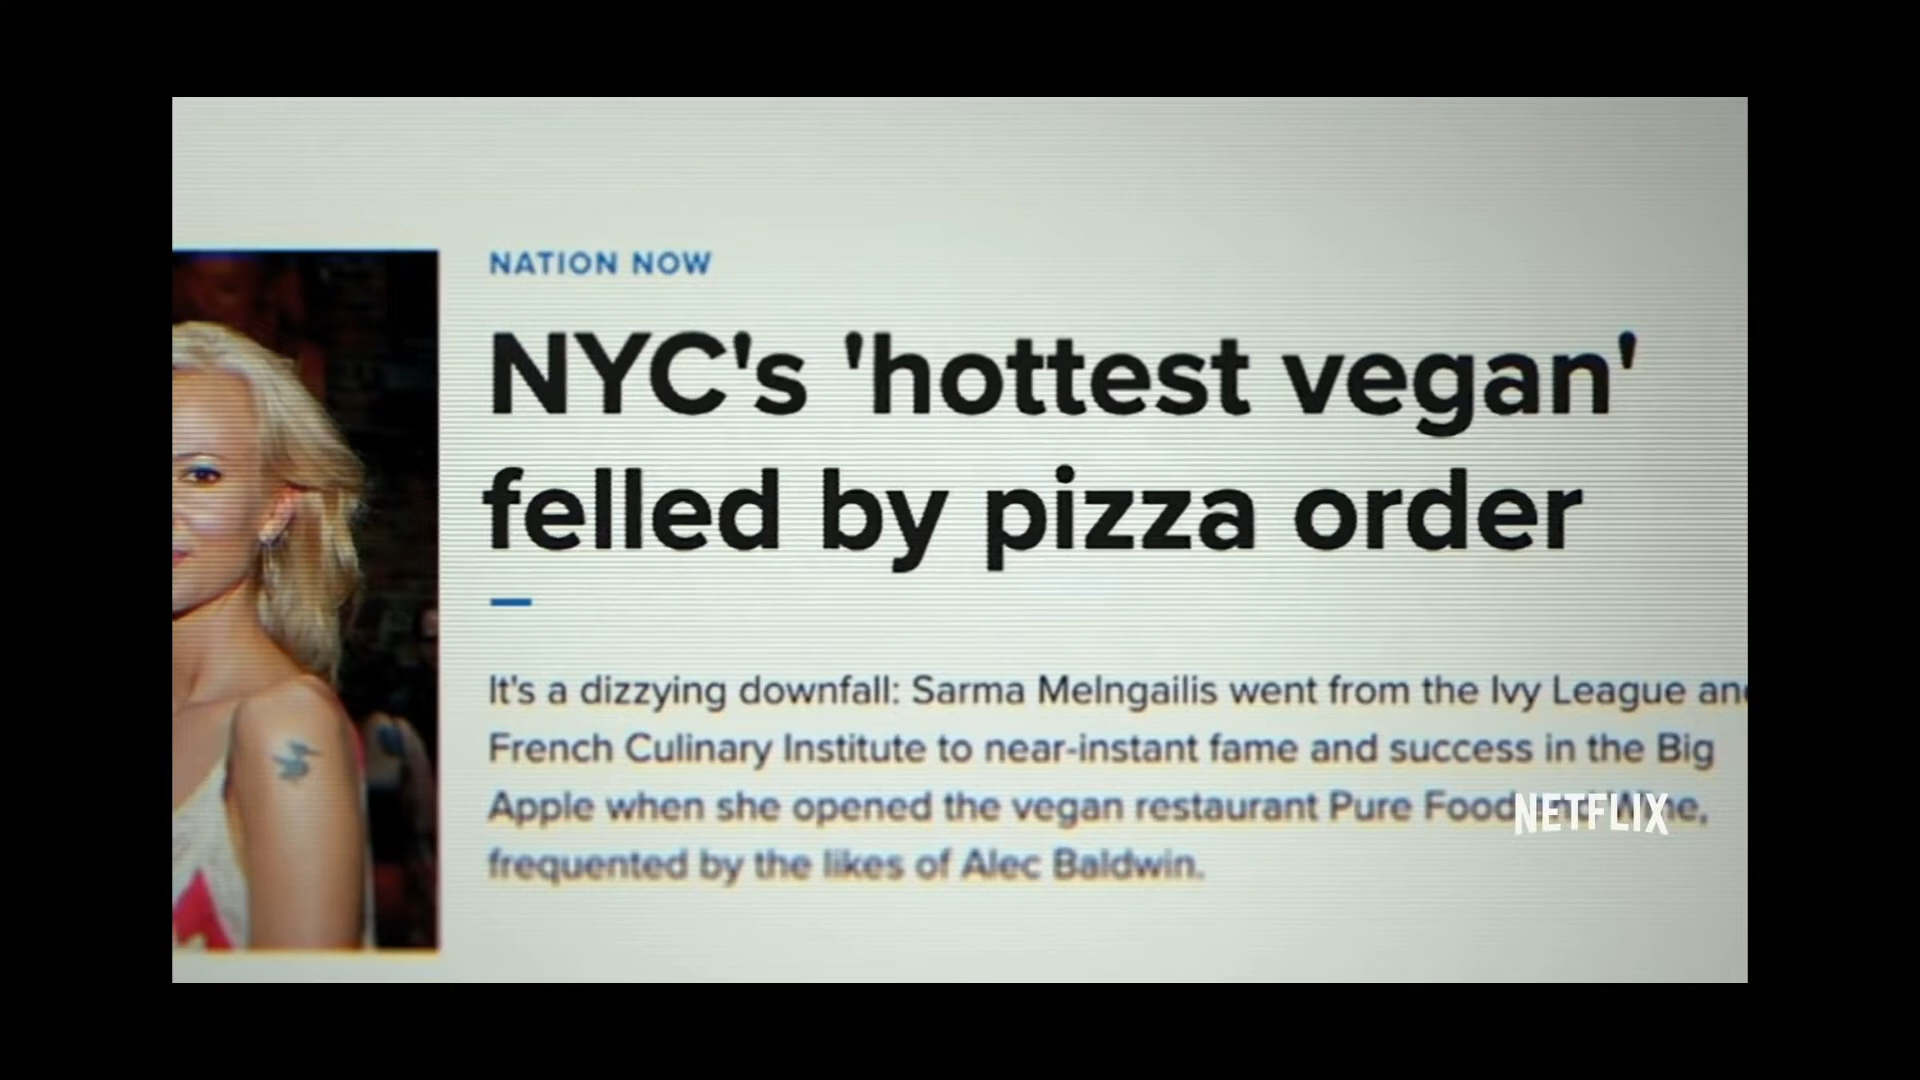 NATION NOW
NYC's 'hottest vegan'
felled by pizza order
It's a dizzying downfall: Sarma Melngailis went from the Ivy League
French Culinary Institute to near-instant fame and success in the Big
Apple when she opened the vegan restaurant Pure Food
NETFLIX
frequented by the likes of Alec Baldwin.